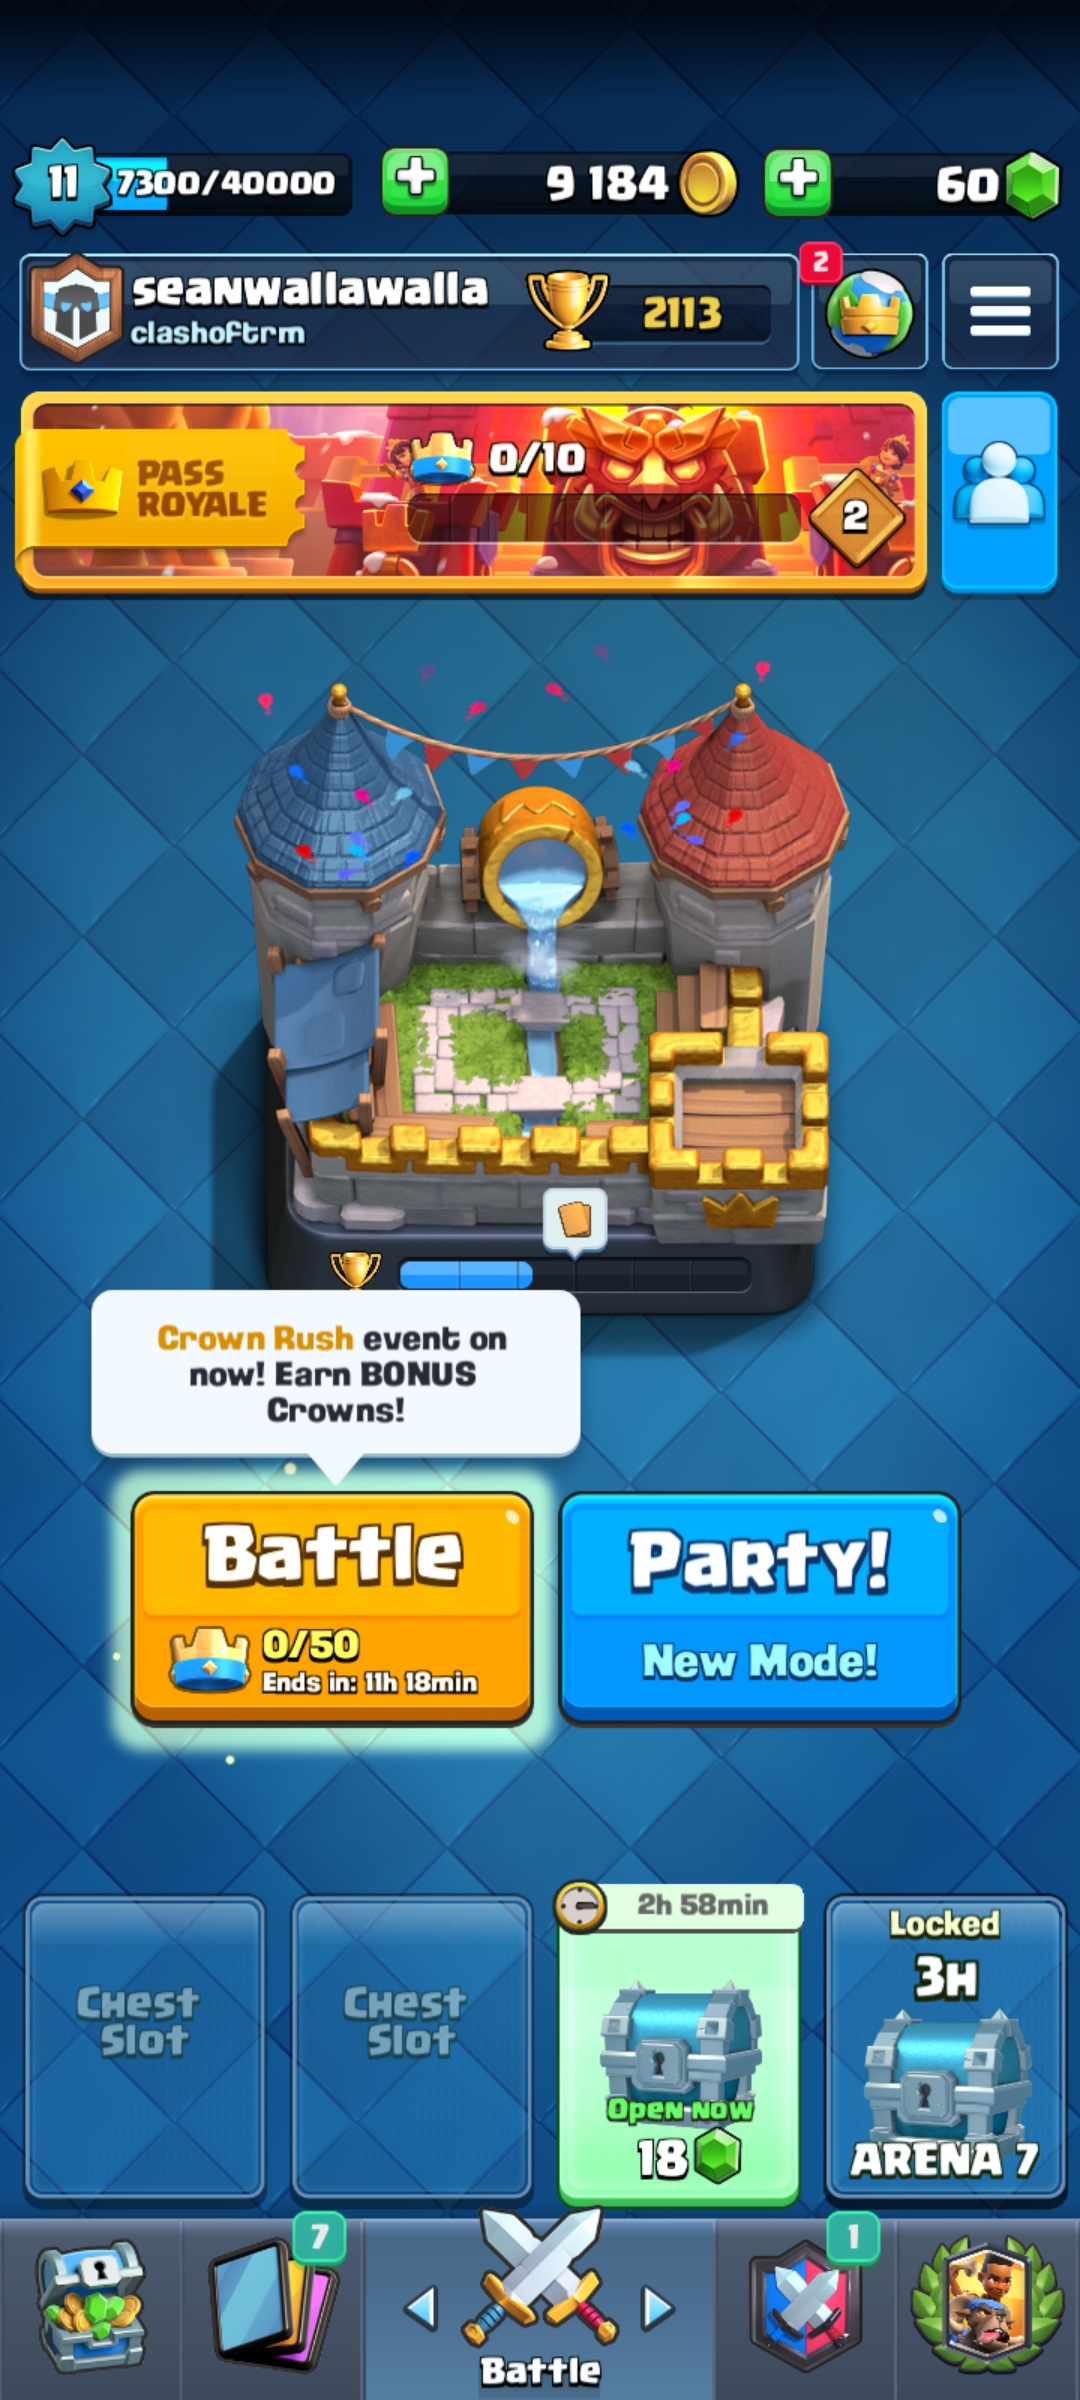 11
7300/40000
9 184
60
seanwallawalla
clashoftrm
2113
2
PASS
ROYALE
0/10
2
Crown Rush event on
now! Earn BONUS
Crowns!
Battle
0/50
Ends in: 11h 18min
Party!
New Mode!
Chest
Slot
Chest
Slot
2h 58min
Open now
18
Locked
3H
ARENA 7
7
1
Battle